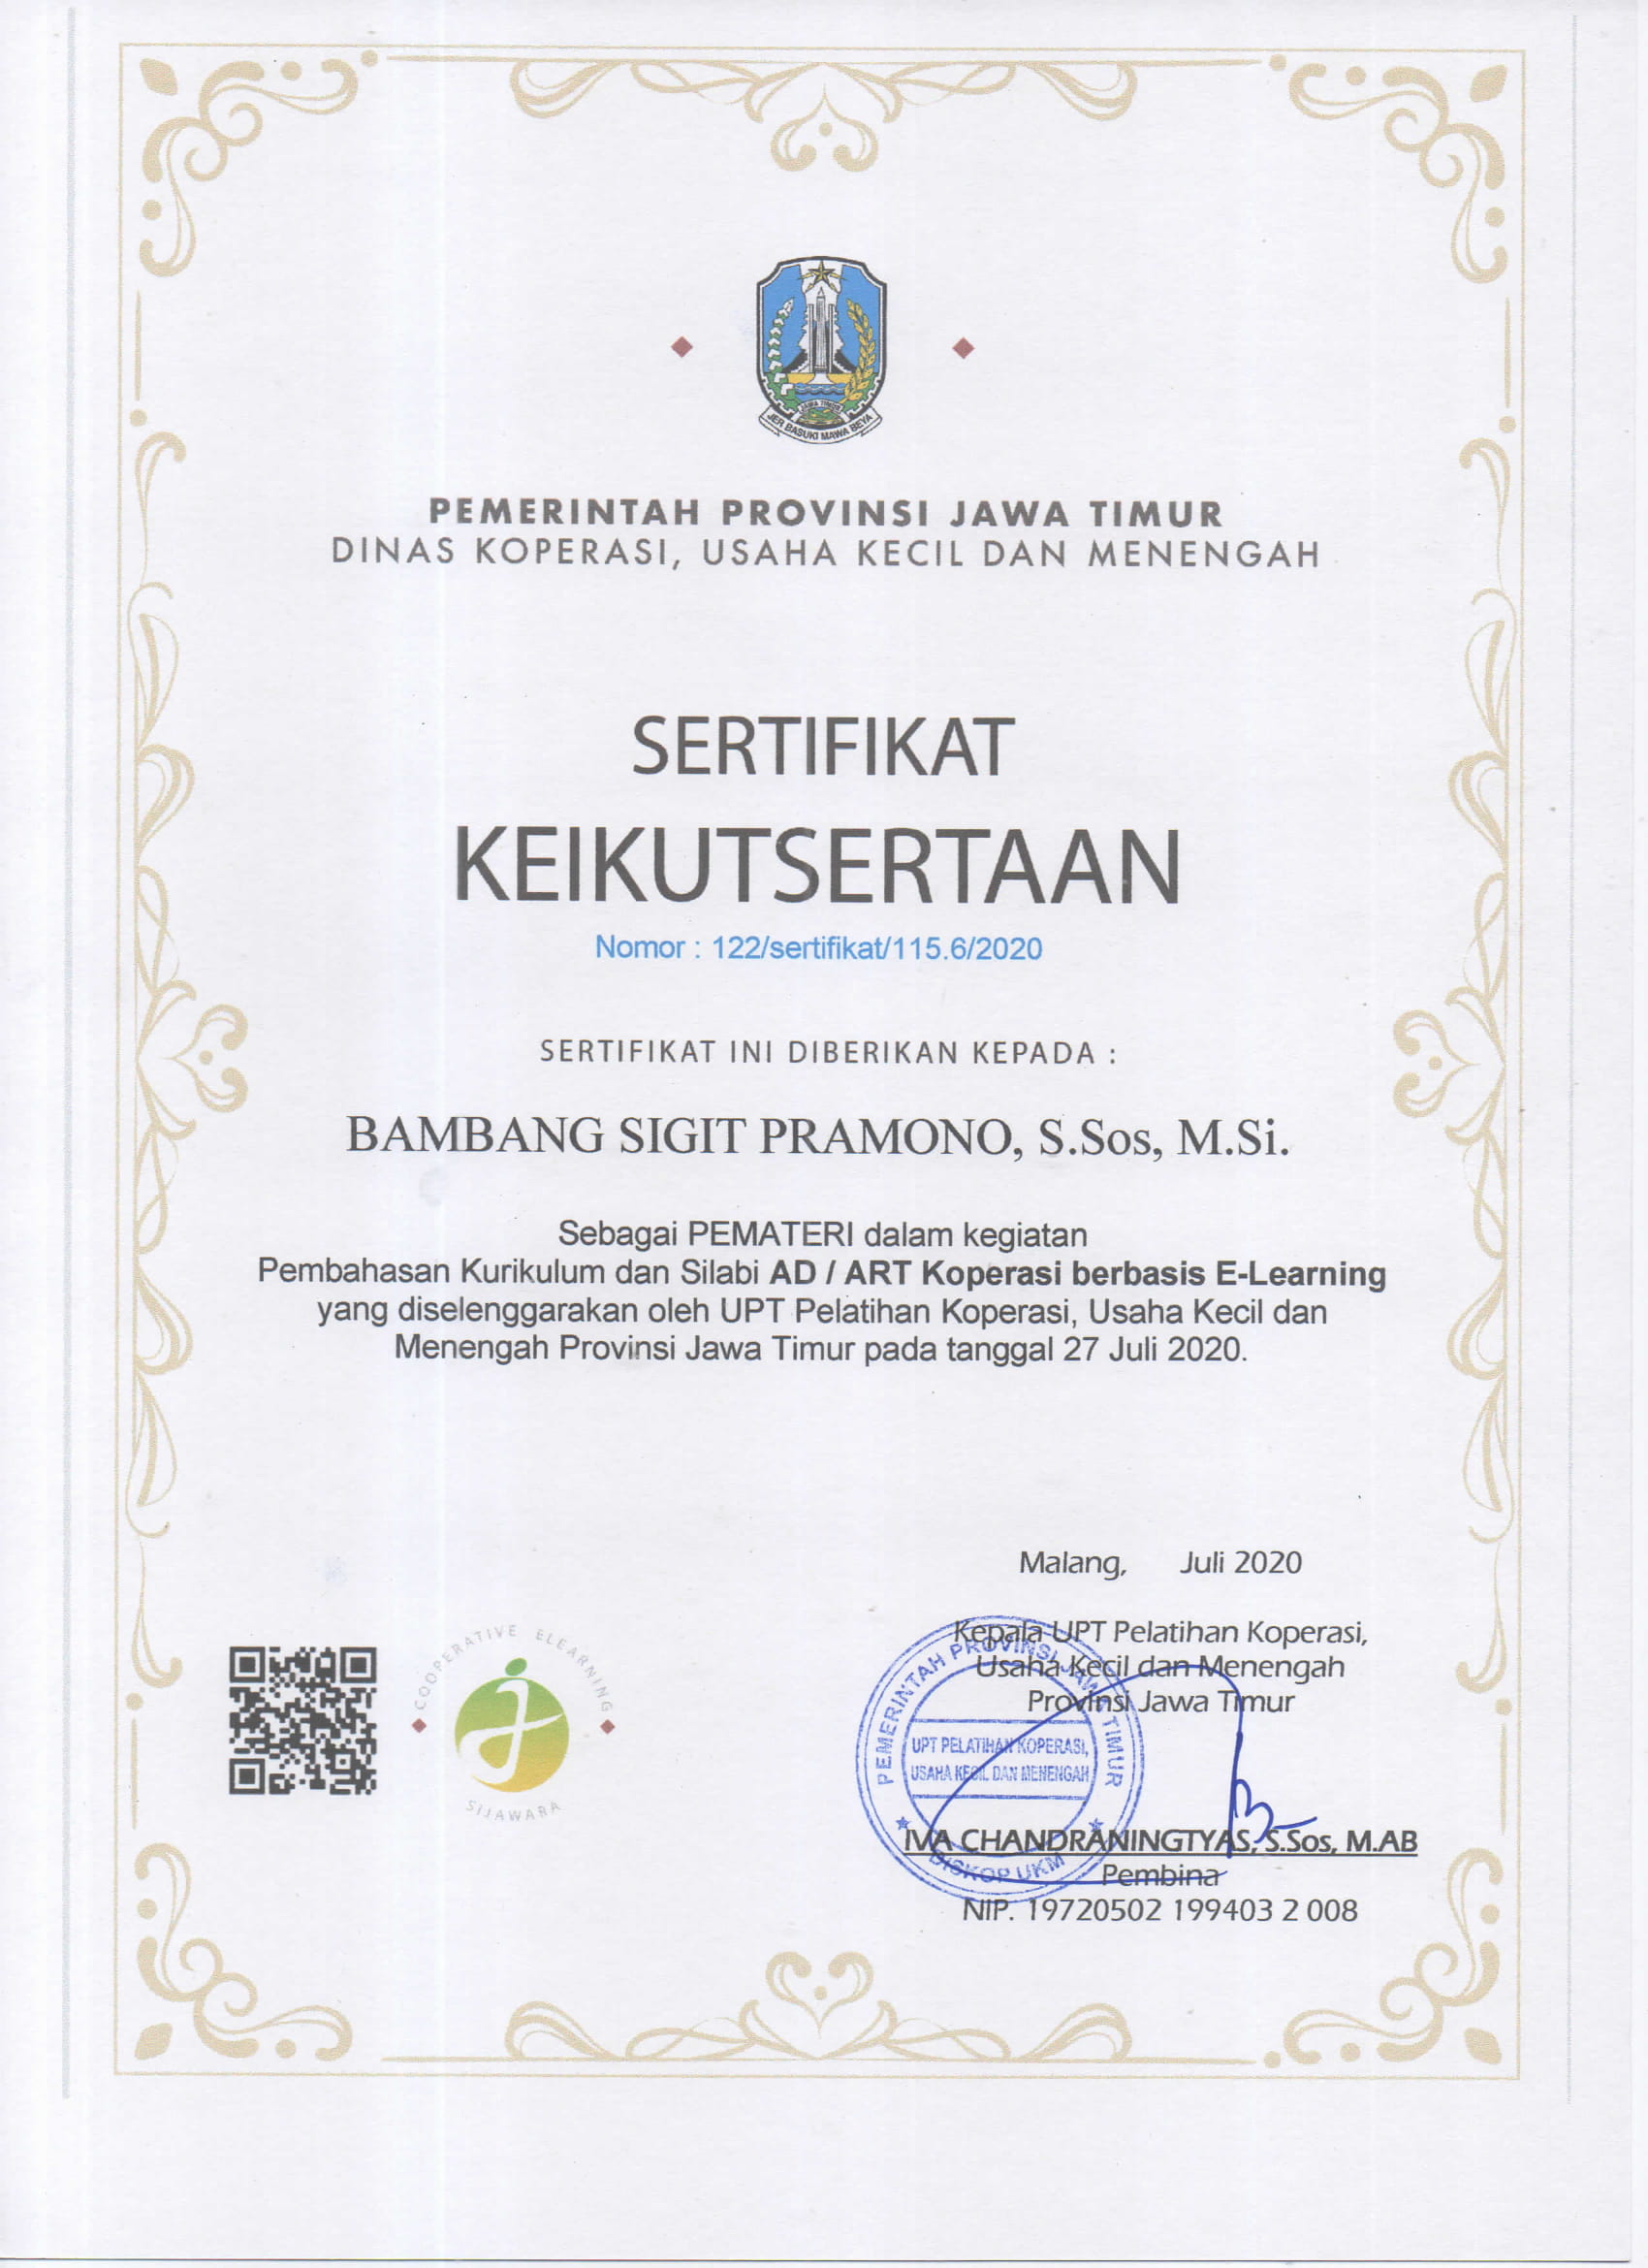 JAWA TIMUR
JER BASUKI MAWA BEYA
PEMERINTAH PROVINSI JAWA TIMUR
DINAS KOPERASI, USAHA KECIL DAN MENENGAH
SERTIFIKAT
KEIKUTSERTAAN
Nomor : 122/sertifikat/115.6/2020
SERTIFIKAT INI DIBERIKAN KEPADA :
BAMBANG SIGIT PRAMONO, S.Sos, M.Si.
Sebagai PEMATERI dalam kegiatan
Pembahasan Kurikulum dan Silabi AD / ART Koperasi berbasis E-Learning
yang diselenggarakan oleh UPT Pelatihan Koperasi, Usaha Kecil dan
Menengah Provinsi Jawa Timur pada tanggal 27 Juli 2020.
Malang, Juli 2020
Kepala UPT Pelatihan Koperasi,
Usaha Kecil dan Menengah
Provinsi Jawa Timur
COOPERATIVE ELEARNING
SIJAWARA
PEMERINTAH PROVINSI JAWA TIMUR
UPT PELATIHAN KOPERASI,
USAHA KECIL DAN MENENGAH
DISKOP UKM
IVA CHANDRANINGTYAS, S.Sos, M.AB
Pembina
NIP. 19720502 199403 2 008